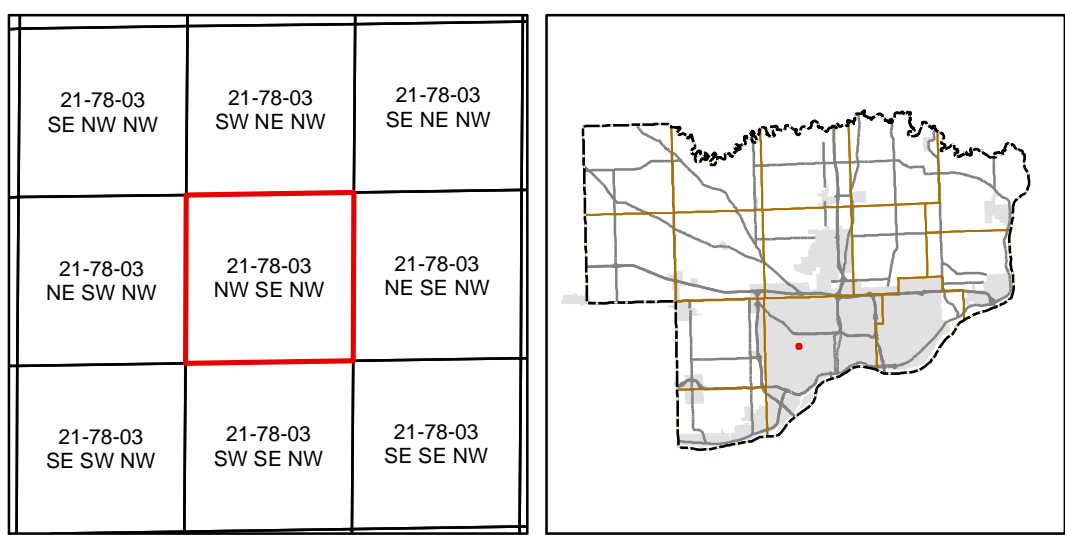 21-78-03
SE NW NW
21-78-03
SW NE NW
21-78-03
SE NE NW
21-78-03
NE SW NW
21-78-03
NW SE NW
21-78-03
NE SE NW
21-78-03
SE SW NW
21-78-03
SW SE NW
21-78-03
SE SE NW